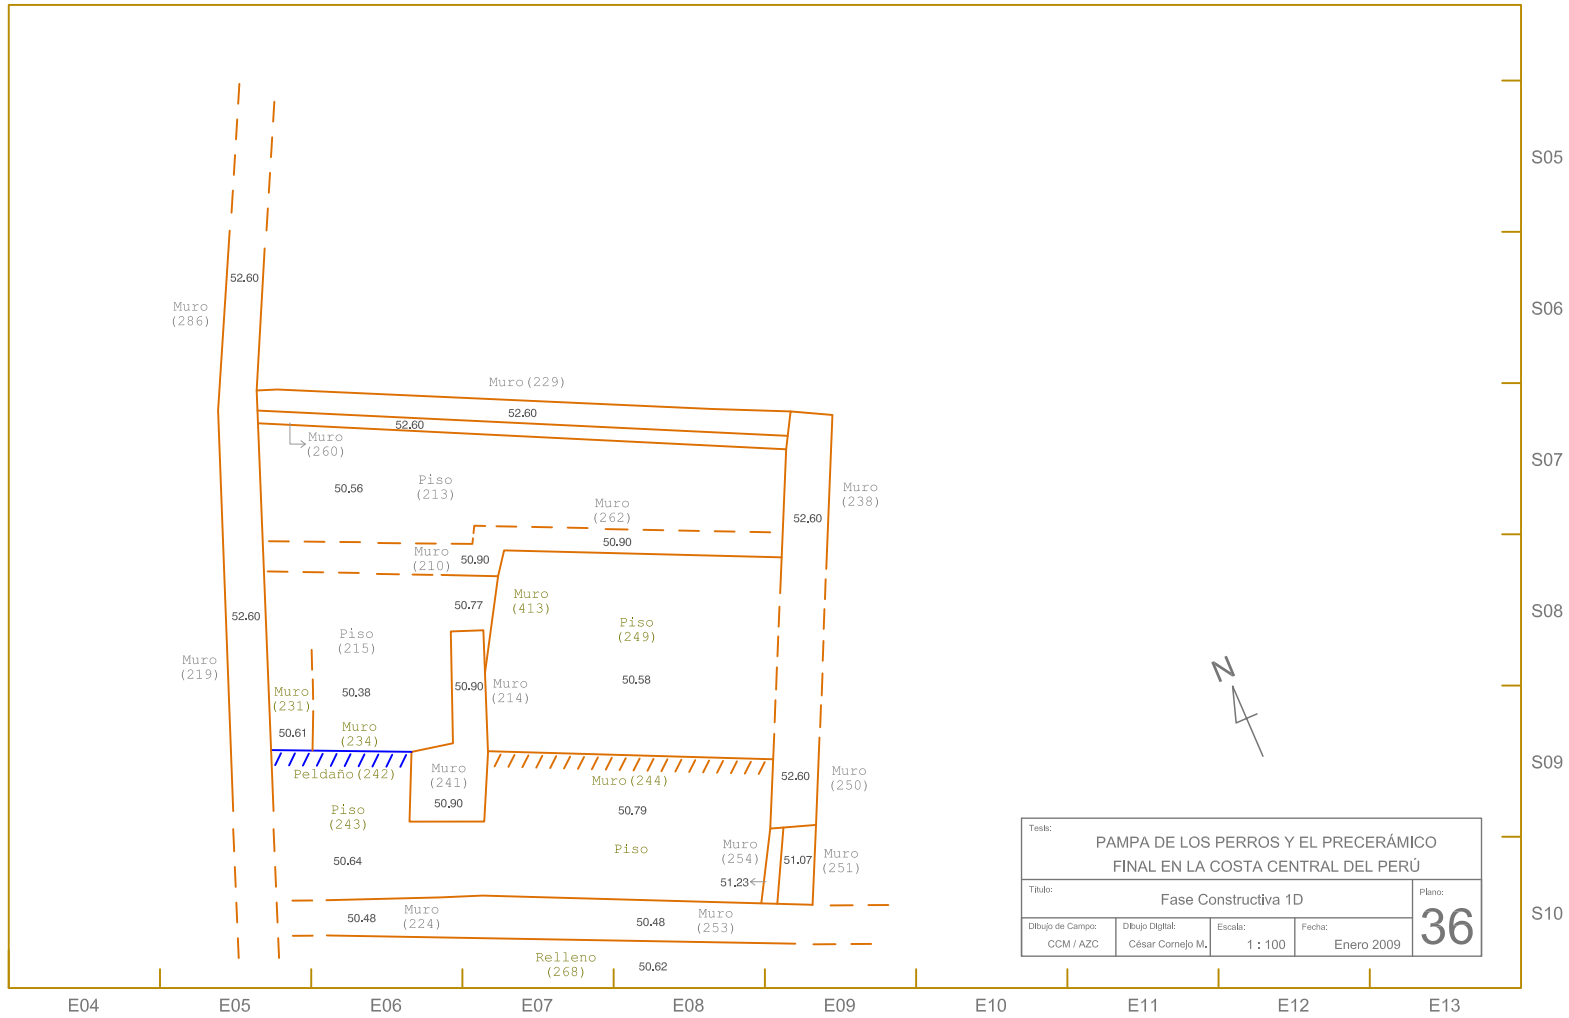 S05
52.60
Muro
(286)
S06
Muro(229)
52.60
52.60
Muro
(260)
S07
Piso
(213)
50.56
Muro
(238)
Muro
(262)
52.60
50.90
Muro
(210)
50.90
Muro
(413)
50.77
S08
52.60
Piso
(249)
Piso
(215)
Muro
(219)
N
50.58
50.90
Muro
(214)
50.38
Muro
(231)
50.61
Muro
(234)
S09
Peldaño(242)
Muro
(241)
Muro(244)
52.60
Muro
(250)
50.90
50.79
Piso
(243)
Piso
50.64
Muro
(254)
51.07
Muro
(251)
51.23
50.48
Muro
(224)
50.48
Muro
(253)
S10
Relleno
(268)
50.62
Tesis:
PAMPA DE LOS PERROS Y EL PRECERÁMICO
FINAL EN LA COSTA CENTRAL DEL PERÚ
Título:
Fase Constructiva 1D
Plano:
36
Dibujo de Campo:
CCM / AZC
Dibujo Digital:
César Cornejo M.
Escala:
1 : 100
Fecha:
Enero 2009
E04 E05 E06 E07 E08 E09 E10 E11 E12 E13